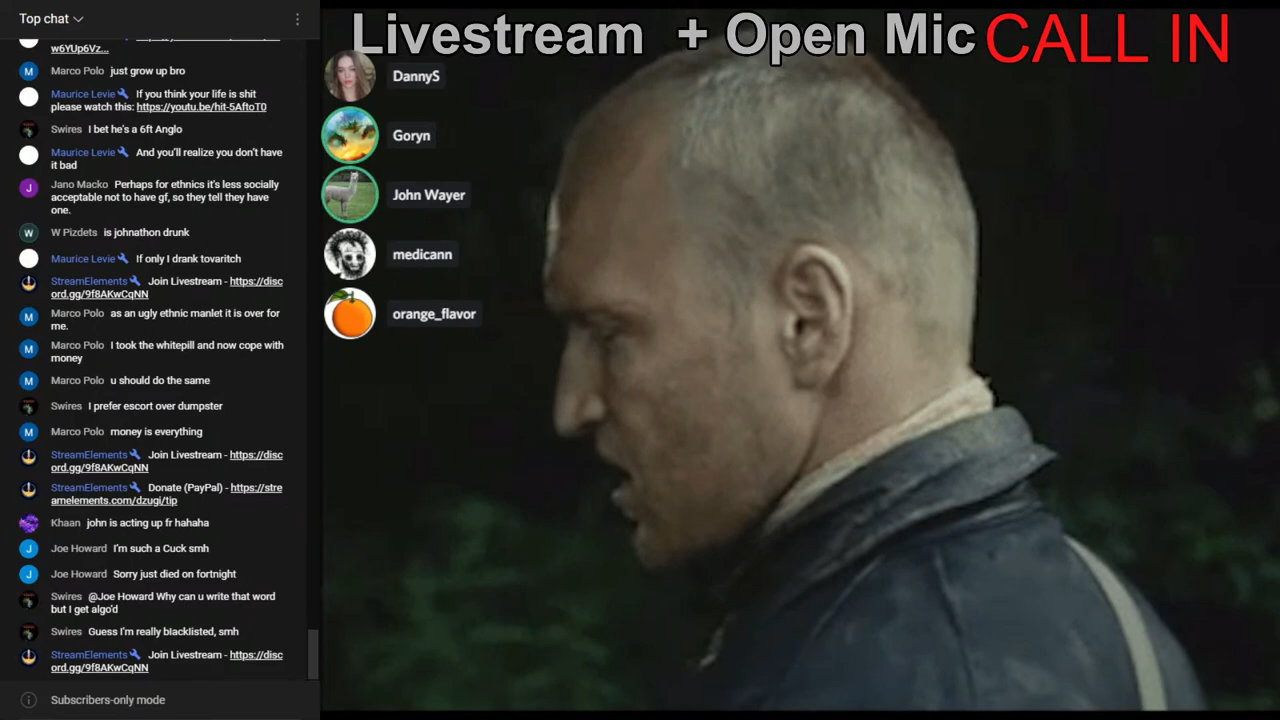 Top chat
w6YUp6Vz...
Marco Polo just grow up bro
Maurice Levie If you think your life is shit
please watch this: https://youtu.be/hit-5AftoT0
Swires I bet he's a 6ft Anglo
Maurice Levie And you'll realize you don't have
it bad
J Jano Macko Perhaps for ethnics it's less socially
acceptable not to have gf, so they tell they have
one.
W W Pizdets is johnathon drunk
Maurice Levie If only I drank tovaritch
StreamElements Join Livestream - https://disc
ord.gg/9f8AKwCqNN
M Marco Polo as an ugly ethnic manlet it is over for
me.
M Marco Polo I took the whitepill and now cope with
money
M Marco Polo u should do the same
Swires I prefer escort over dumpster
M Marco Polo money is everything
StreamElements Join Livestream - https://disc
ord.gg/9f8AKwCqNN
StreamElements Donate (PayPal) - https://stre
amelements.com/dzugi/tip
Khaan john is acting up fr hahaha
J Joe Howard I'm such a Cuck smh
J Joe Howard Sorry just died on fortnight
Swires @Joe Howard Why can u write that word
but I get algo'd
Swires Guess I'm really blacklisted, smh
StreamElements Join Livestream - https://disc
ord.gg/9f8AKwCqNN
Subscribers-only mode
Livestream + Open Mic CALL IN
DannyS
Goryn
John Wayer
medicann
orange_flavor